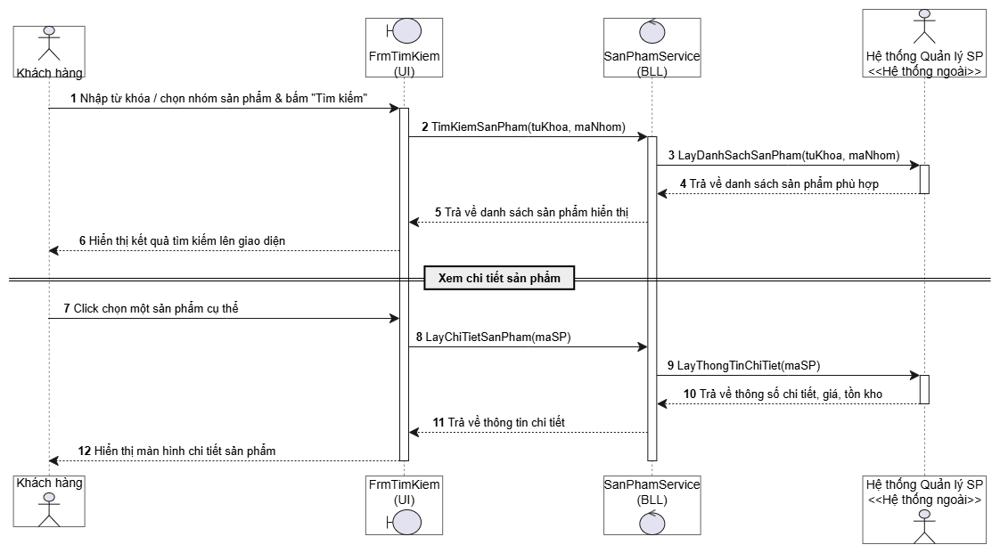 Khách hàng
FrmTimKiem
(UI)
SanPhamService
(BLL)
Hệ thống Quản lý SP
<<Hệ thống ngoài>>
1 Nhập từ khóa / chọn nhóm sản phẩm & bấm "Tìm kiếm"
2 TimKiemSanPham(tuKhoa, maNhom)
3 LayDanhSachSanPham(tuKhoa, maNhom)
4 Trả về danh sách sản phẩm phù hợp
5 Trả về danh sách sản phẩm hiển thị
6 Hiển thị kết quả tìm kiếm lên giao diện
Xem chi tiết sản phẩm
7 Click chọn một sản phẩm cụ thể
8 LayChiTietSanPham(maSP)
9 LayThongTinChiTiet(maSP)
10 Trả về thông số chi tiết, giá, tồn kho
11 Trả về thông tin chi tiết
12 Hiển thị màn hình chi tiết sản phẩm
Khách hàng
FrmTimKiem
(UI)
SanPhamService
(BLL)
Hệ thống Quản lý SP
<<Hệ thống ngoài>>